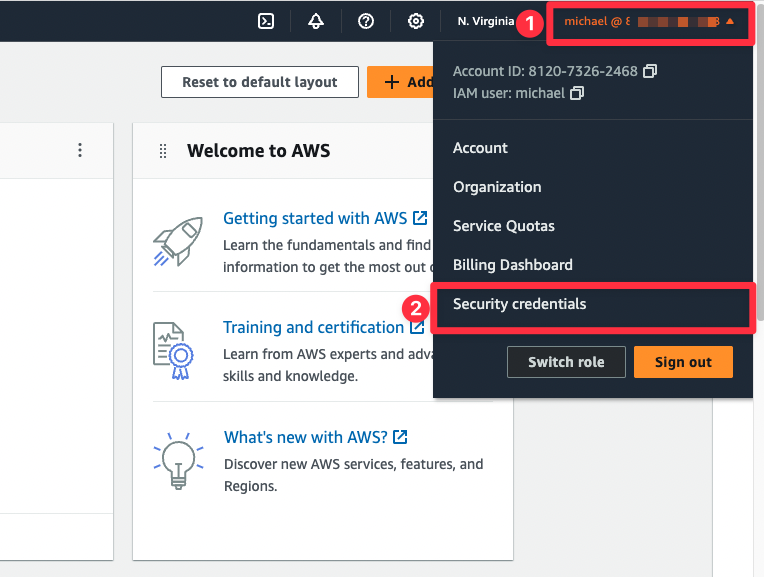 N. Virginia
1
michael @ 8
Reset to default layout
Add
Account ID: 8120-7326-2468
IAM user: michael
Account
Organization
Service Quotas
Billing Dashboard
2
Security credentials
Switch role
Sign out
Welcome to AWS
Getting started with AWS
Learn the fundamentals and find
information to get the most out
Training and certification
Learn from AWS experts and adva
skills and knowledge.
What's new with AWS?
Discover new AWS services, features, and
Regions.